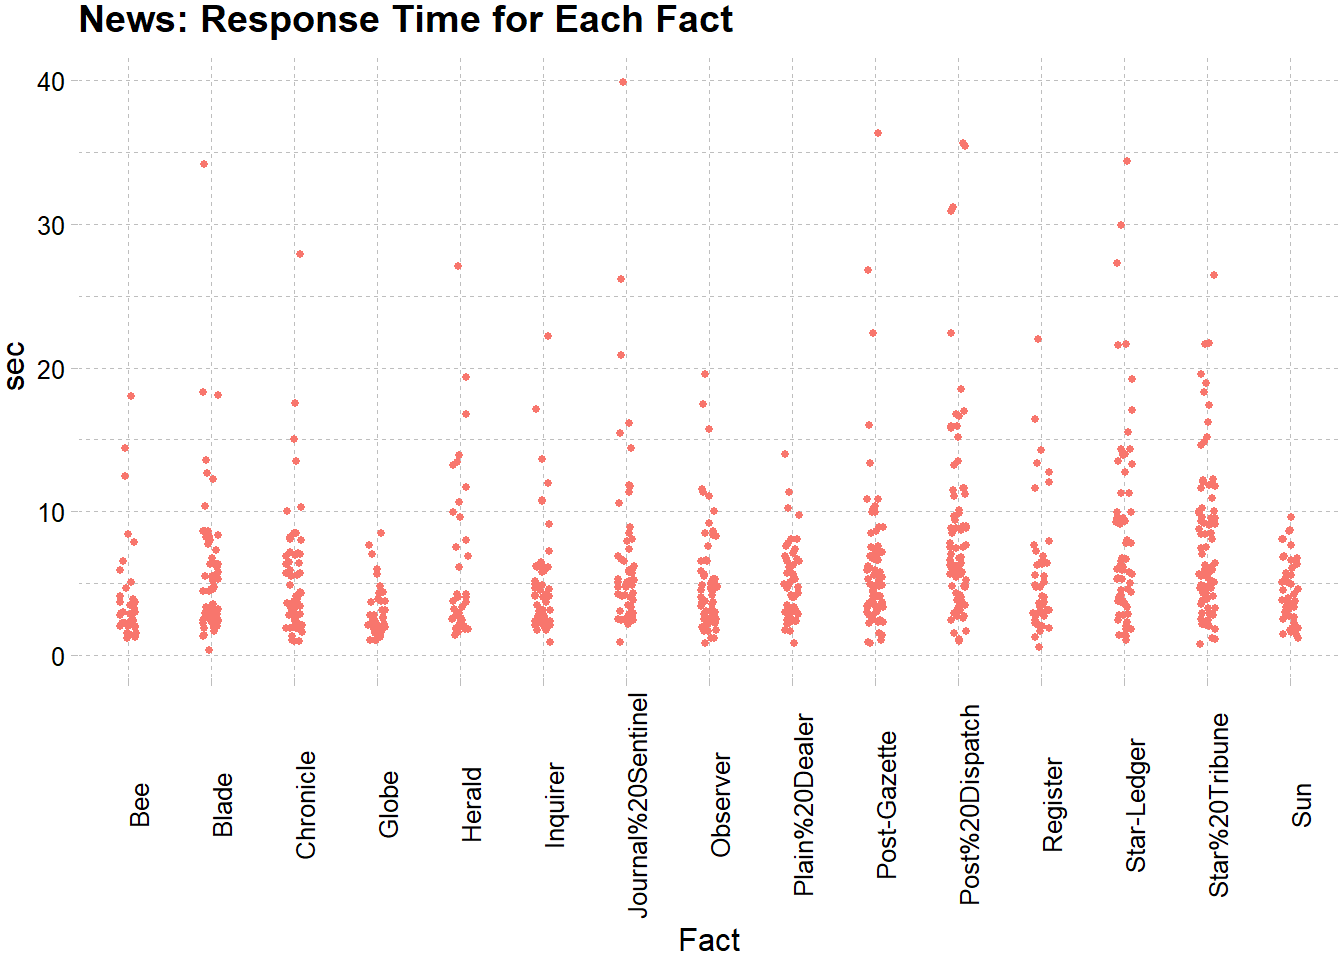 News: Response Time for Each Fact
sec
40
30
20
10
0
Bee
Blade
Chronicle
Globe
Herald
Inquirer
Journal%20Sentinel
Observer
Plain%20Dealer
Post-Gazette
Post%20Dispatch
Register
Star-Ledger
Star%20Tribune
Sun
Fact